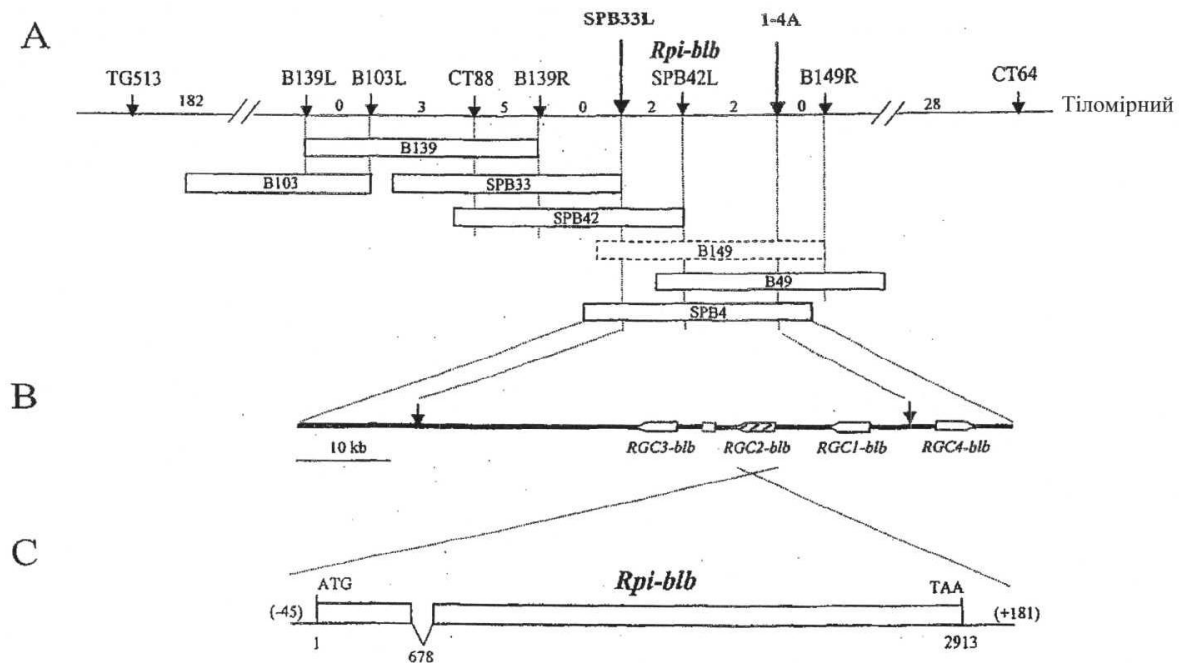 A
SPB33L 1-4A
Rpi-blb
TG513 B139L B103L CT88 B139R SPB42L B149R CT64
182 0 3 5 0 2 2 0 28 Тіломірний
B139
B103 SPB33
SPB42
B149
B49
SPB4
B
10 kb RGC3-blb RGC2-blb RGC1-blb RGC4-blb
C
Rpi-blb
ATG TAA
(-45) (+181)
1 678 2913